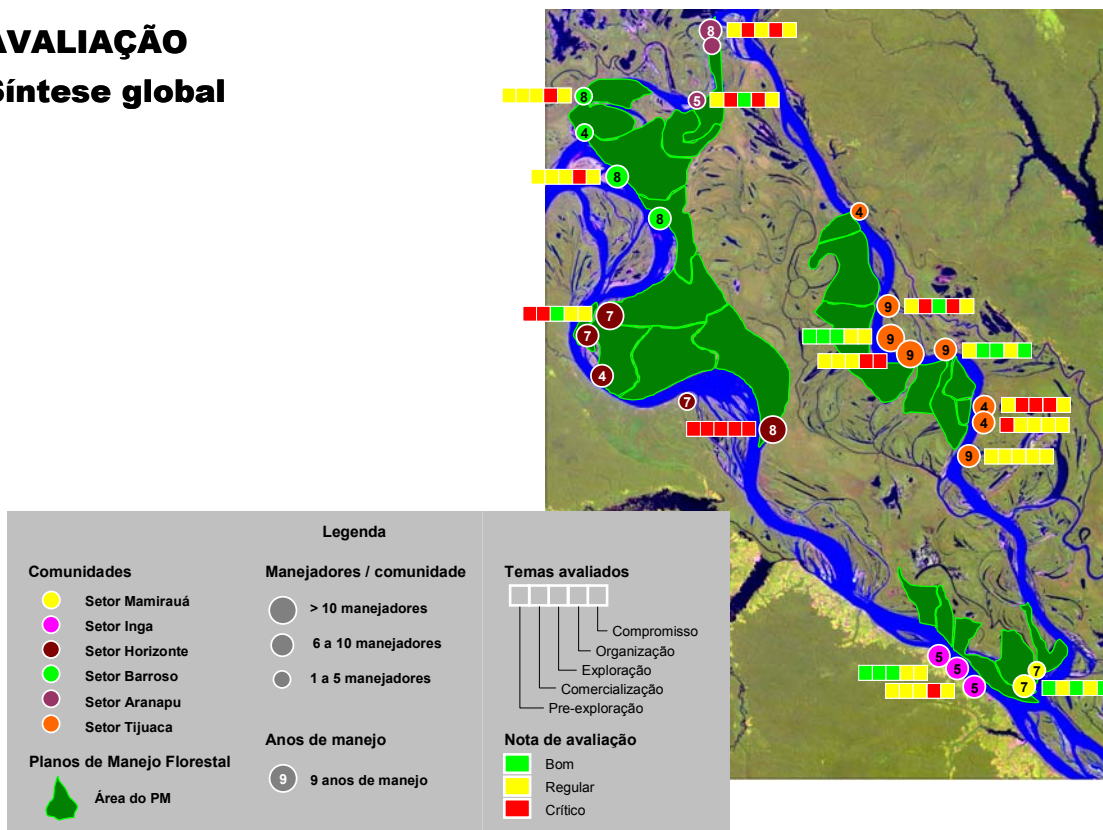 AVALIAÇÃO
Síntese global
8
8
5
4
8
8
4
9
7
7
9
9
9
4
7
4
4
8
9
5
5
5
7
7
Legenda
Comunidades
Setor Mamirauá
Setor Inga
Setor Horizonte
Setor Barroso
Setor Aranapu
Setor Tijuaca
Planos de Manejo Florestal
Área do PM
Manejadores / comunidade
> 10 manejadores
6 a 10 manejadores
1 a 5 manejadores
Anos de manejo
9
9 anos de manejo
Temas avaliados
Compromisso
Organização
Exploração
Comercialização
Pre-exploração
Nota de avaliação
Bom
Regular
Crítico